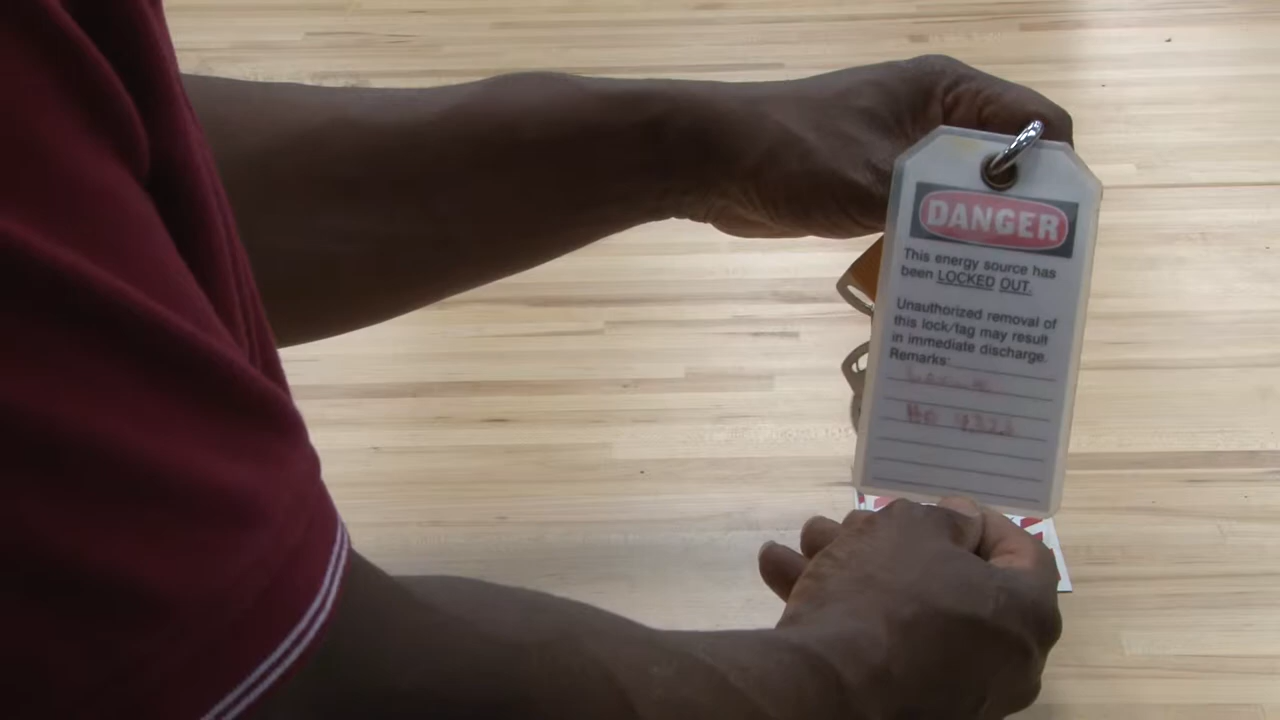 DANGER
This energy source has
been LOCKED OUT.
Unauthorized removal of
this lock/tag may result
in immediate discharge.
Remarks: